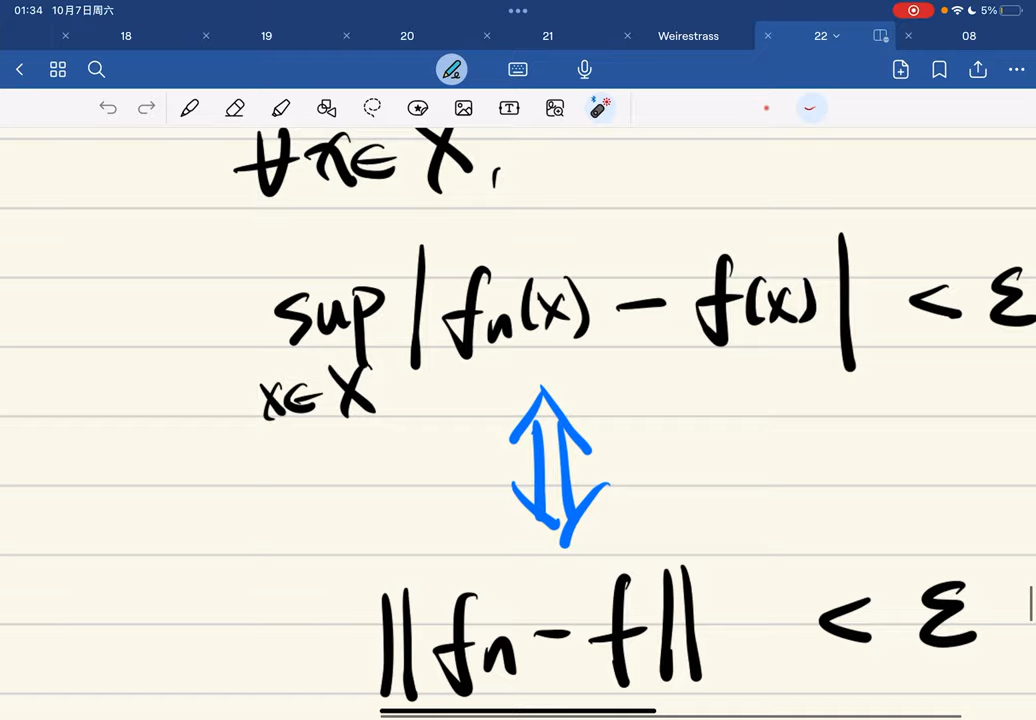 01:34 10月7日周六 5%
18 19 20 21 Weirestrass 22 08
∀x∈X,
sup |fn(x) − f(x)| < ε
x∈X
||fn − f|| < ε